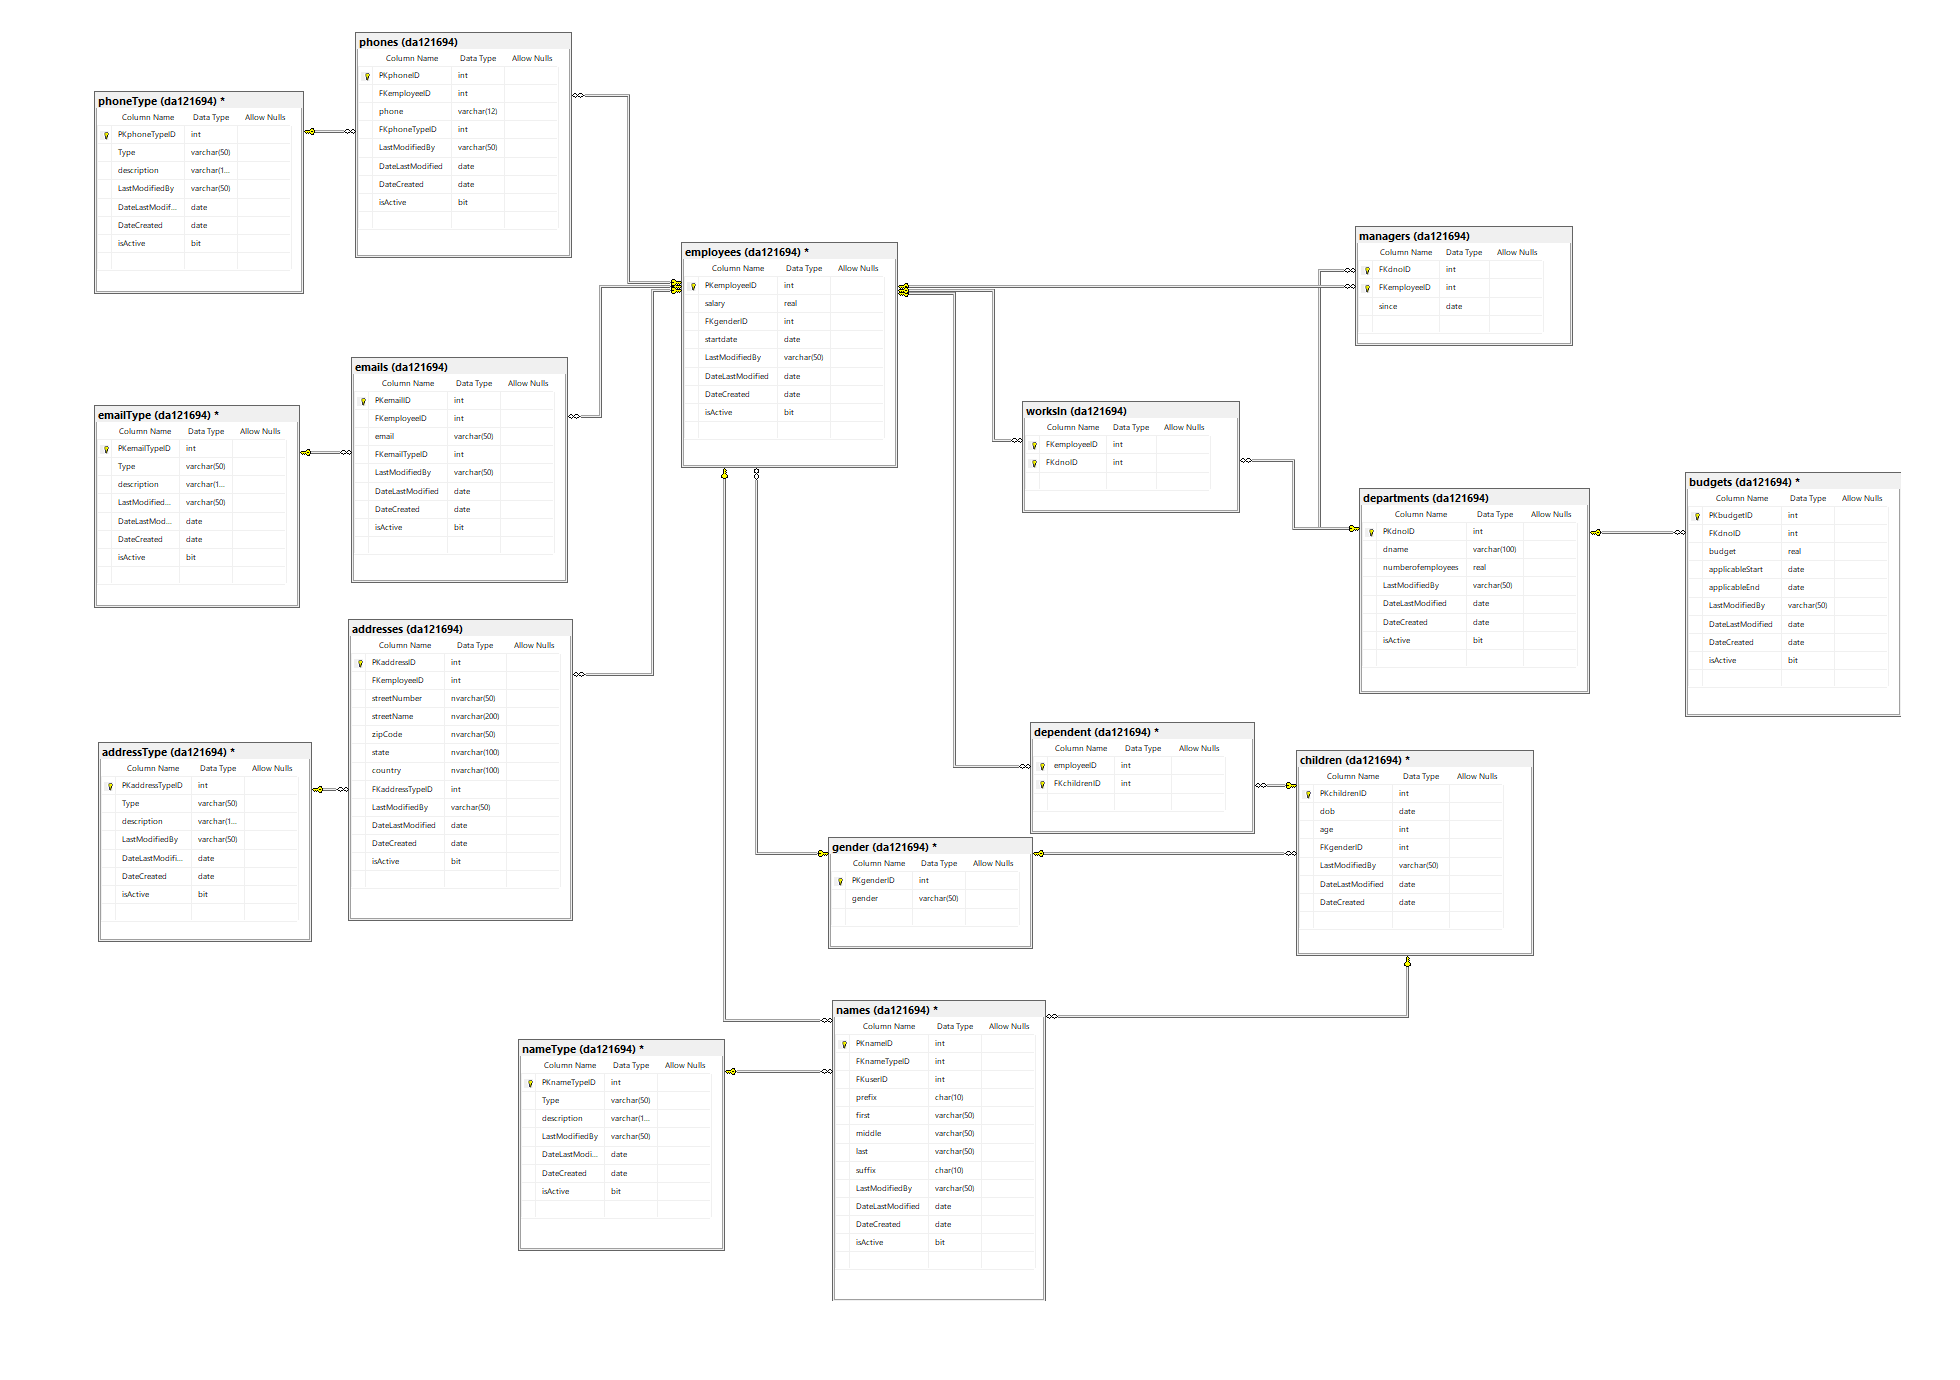 phones (da121694)
Column Name Data Type Allow Nulls
PKphoneID int
FKemployeeID int
phone varchar(12)
FKphoneTypeID int
LastModifiedBy varchar(50)
DateLastModified date
DateCreated date
isActive bit
phoneType (da121694) *
Column Name Data Type Allow Nulls
PKphoneTypeID int
Type varchar(50)
description varchar(1...
LastModifiedBy varchar(50)
DateLastModif... date
DateCreated date
isActive bit
employees (da121694) *
Column Name Data Type Allow Nulls
PKemployeeID int
salary real
FKgenderID int
startdate date
LastModifiedBy varchar(50)
DateLastModified date
DateCreated date
isActive bit
managers (da121694)
Column Name Data Type Allow Nulls
FKdnoID int
FKemployeeID int
since date
emails (da121694)
Column Name Data Type Allow Nulls
PKemailID int
FKemployeeID int
email varchar(50)
FKemailTypeID int
LastModifiedBy varchar(50)
DateLastModified date
DateCreated date
isActive bit
emailType (da121694) *
Column Name Data Type Allow Nulls
PKemailTypeID int
Type varchar(50)
description varchar(1...
LastModified... varchar(50)
DateLastMod... date
DateCreated date
isActive bit
worksIn (da121694)
Column Name Data Type Allow Nulls
FKemployeeID int
FKdnoID int
departments (da121694)
Column Name Data Type Allow Nulls
PKdnoID int
dname varchar(100)
numberofemployees real
LastModifiedBy varchar(50)
DateLastModified date
DateCreated date
isActive bit
budgets (da121694) *
Column Name Data Type Allow Nulls
PKbudgetID int
FKdnoID int
budget real
applicableStart date
applicableEnd date
LastModifiedBy varchar(50)
DateLastModified date
DateCreated date
isActive bit
addresses (da121694)
Column Name Data Type Allow Nulls
PKaddressID int
FKemployeeID int
streetNumber nvarchar(50)
streetName nvarchar(200)
zipCode nvarchar(50)
state nvarchar(100)
country nvarchar(100)
FKaddressTypeID int
LastModifiedBy varchar(50)
DateLastModified date
DateCreated date
isActive bit
addressType (da121694) *
Column Name Data Type Allow Nulls
PKaddressTypeID int
Type varchar(50)
description varchar(1...
LastModifiedBy varchar(50)
DateLastModifi... date
DateCreated date
isActive bit
dependent (da121694) *
Column Name Data Type Allow Nulls
employeeID int
FKchildrenID int
children (da121694) *
Column Name Data Type Allow Nulls
PKchildrenID int
dob date
age int
FKgenderID int
LastModifiedBy varchar(50)
DateLastModified date
DateCreated date
gender (da121694) *
Column Name Data Type Allow Nulls
PKgenderID int
gender varchar(50)
names (da121694) *
Column Name Data Type Allow Nulls
PKnameID int
FKnameTypeID int
FKuserID int
prefix char(10)
first varchar(50)
middle varchar(50)
last varchar(50)
suffix char(10)
LastModifiedBy varchar(50)
DateLastModified date
DateCreated date
isActive bit
nameType (da121694) *
Column Name Data Type Allow Nulls
PKnameTypeID int
Type varchar(50)
description varchar(1...
LastModifiedBy varchar(50)
DateLastModi... date
DateCreated date
isActive bit